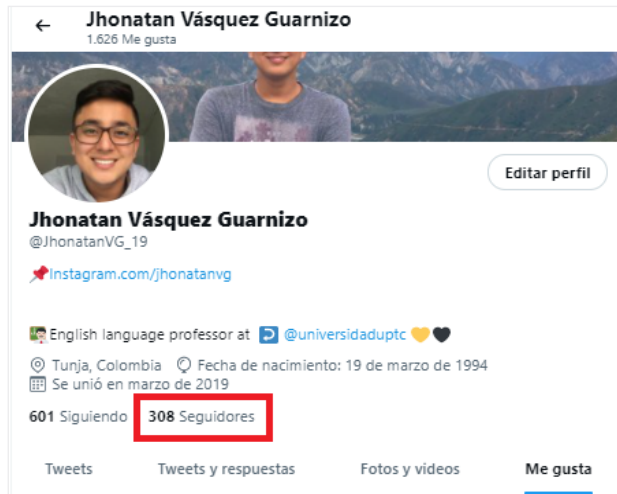 Jhonatan Vásquez Guarnizo
1.626 Me gusta
Editar perfil
Jhonatan Vásquez Guarnizo
@JhonatanVG_19
📌Instagram.com/jhonatanvg
👨‍🏫English language professor at ↩️ @universidaduptc 💛🖤
Tunja, Colombia Fecha de nacimiento: 19 de marzo de 1994
Se unió en marzo de 2019
601 Siguiendo 308 Seguidores
Tweets Tweets y respuestas Fotos y videos Me gusta